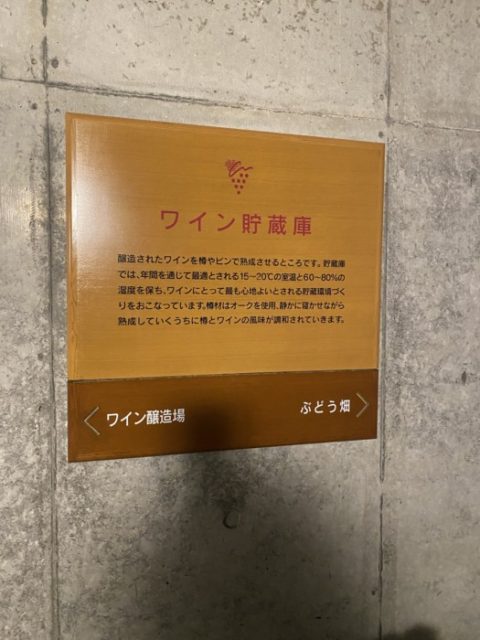 ワイン貯蔵庫
醸造されたワインを樽やビンで熟成させるところです。貯蔵庫
では、年間を通じて最適とされる15〜20℃の室温と60〜80%の
湿度を保ち、ワインにとって最も心地よいとされる貯蔵環境づく
りをおこなっています。樽材はオークを使用、静かに寝かせながら
熟成していくうちに樽とワインの風味が調和されていきます。
ワイン醸造場
ぶどう畑